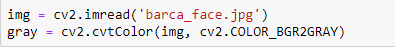 img = cv2.imread('barca_face.jpg')
gray = cv2.cvtColor(img, cv2.COLOR_BGR2GRAY)